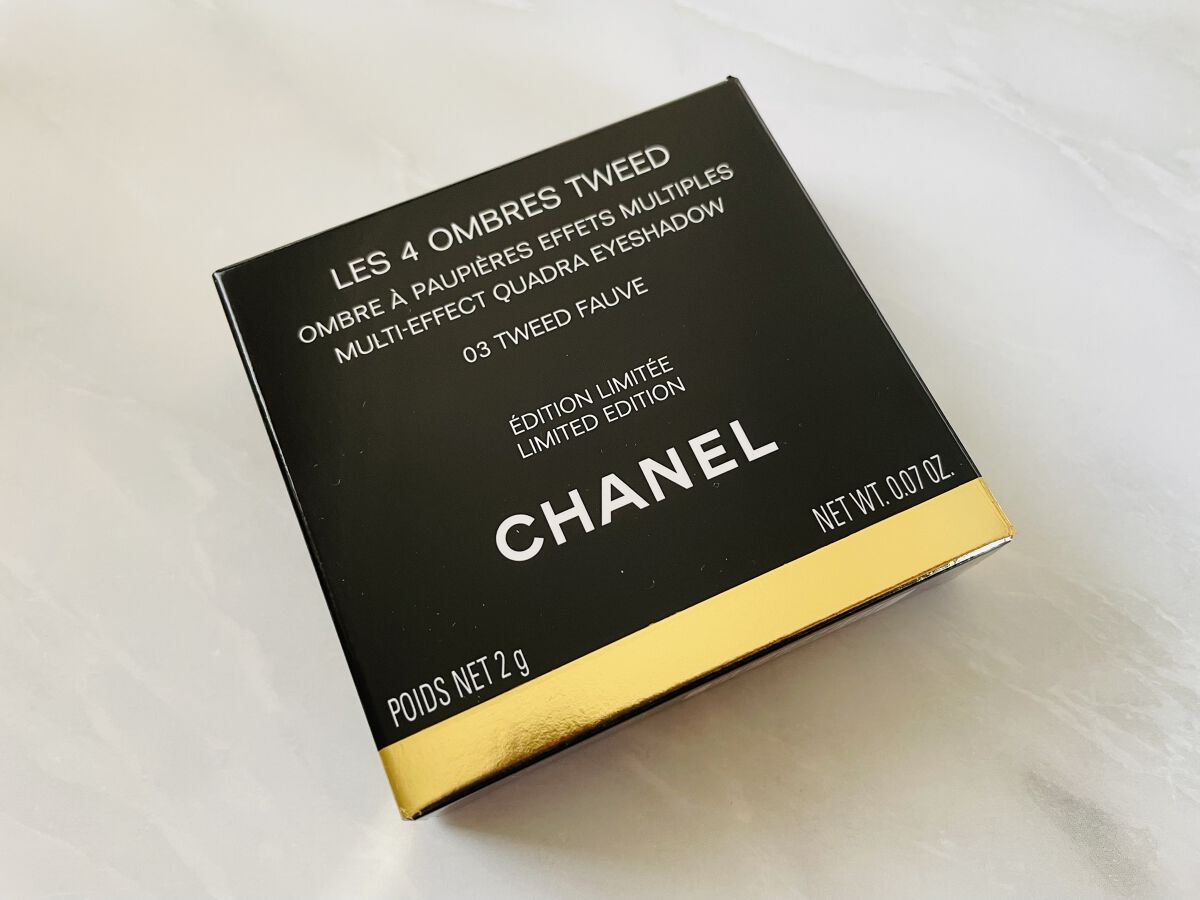 LES 4 OMBRES TWEED
OMBRE À PAUPIÈRES EFFETS MULTIPLES
MULTI-EFFECT QUADRA EYESHADOW
03 TWEED FAUVE
ÉDITION LIMITÉE
LIMITED EDITION
CHANEL
POIDS NET 2 g
NET WT. 0.07 OZ.